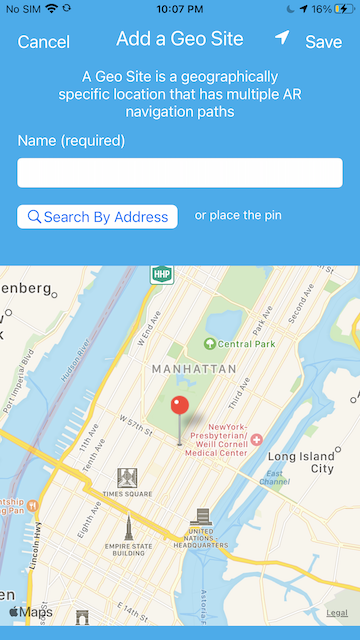 No SIM 10:07 PM 16%
Cancel Add a Geo Site Save
A Geo Site is a geographically
specific location that has multiple AR
navigation paths
Name (required)
Search By Address or place the pin
HHP
enberg
Hudson River
Port Imperial Blvd
W End Ave
Park Ave
Second Ave
Central Park
MANHATTAN
Third Ave
W 57th St
11th Ave
Tenth Ave
NewYork-
Presbyterian/
Weill Cornell
Medical Center
Long Island
City
East
Channel
TIMES SQUARE
Eighth Ave
ntship
ng Pan
Lincoln Hwy
EMPIRE STATE
BUILDING
UNITED
NATIONS
HEADQUARTERS
en
Maps
E 14th St
Astoria F
Legal